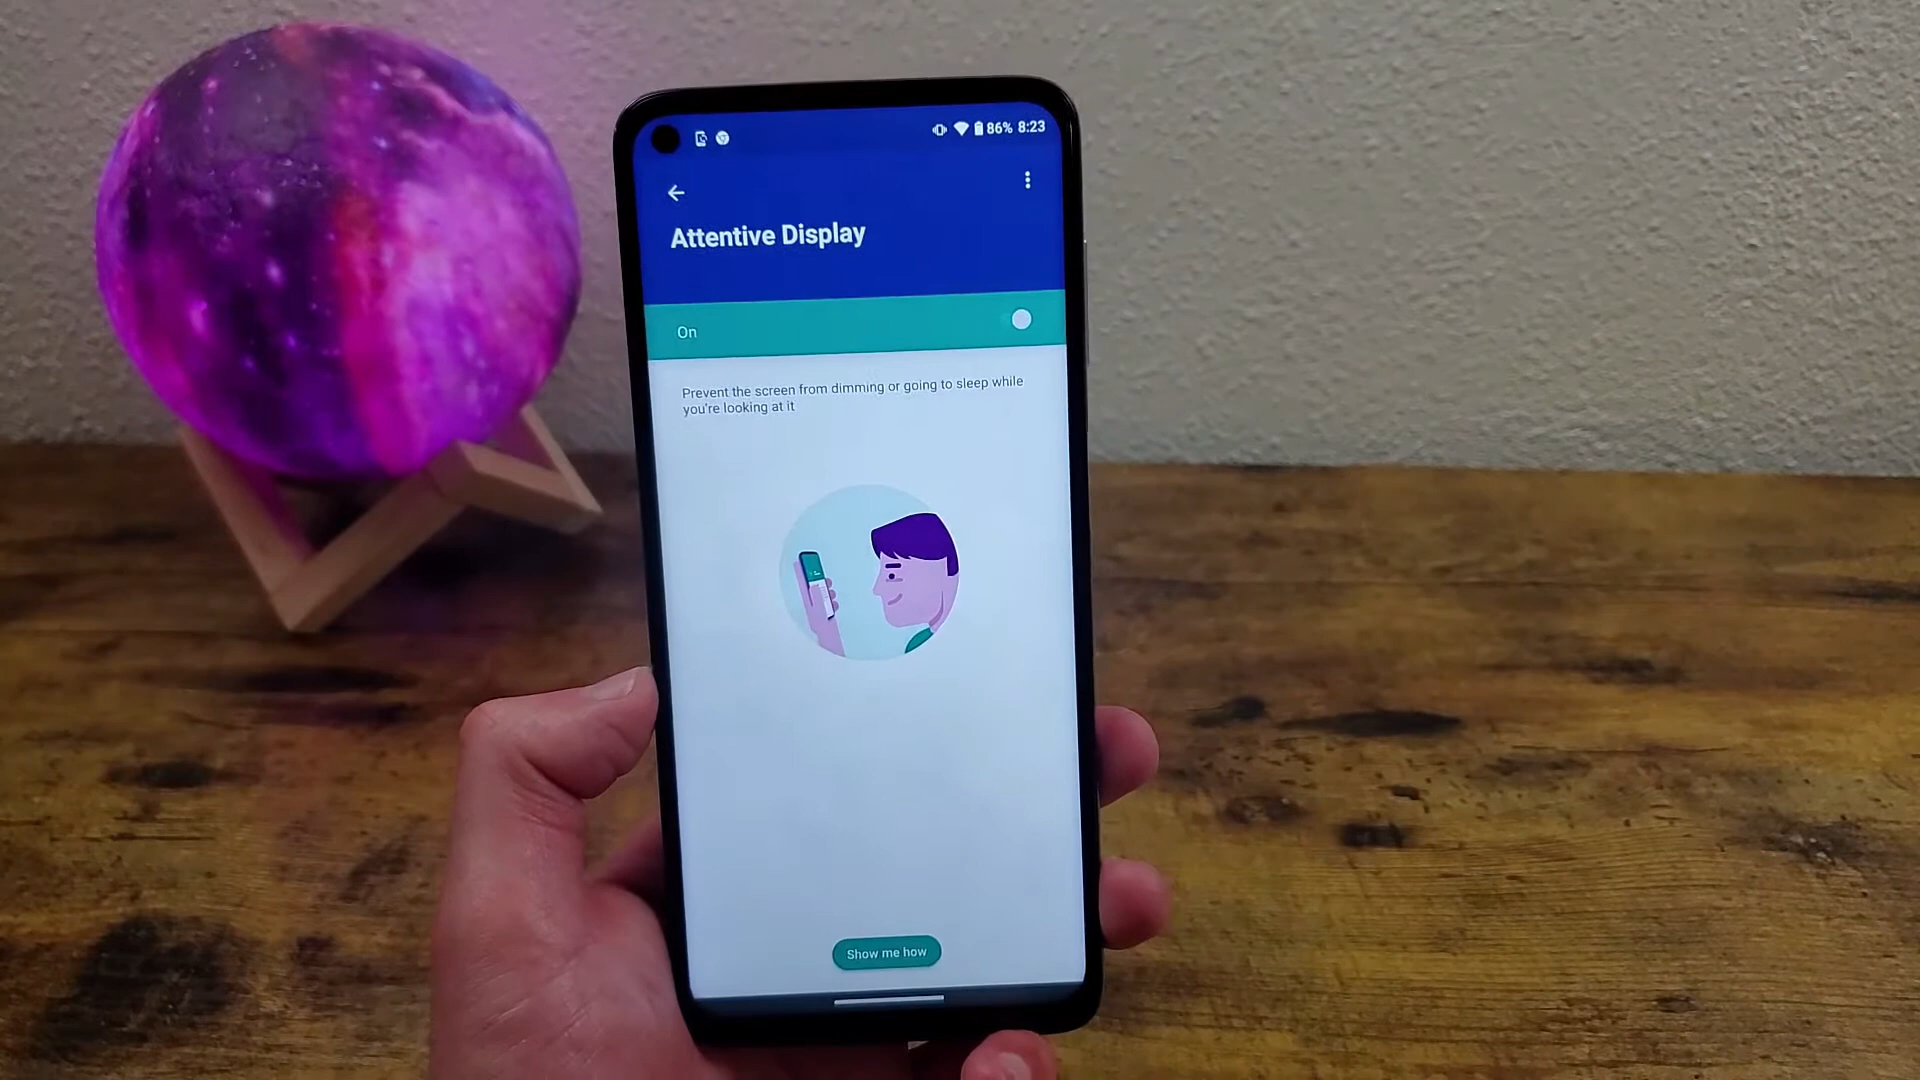 86% 8:23
Attentive Display
On
Prevent the screen from dimming or going to sleep while
you're looking at it
Show me how